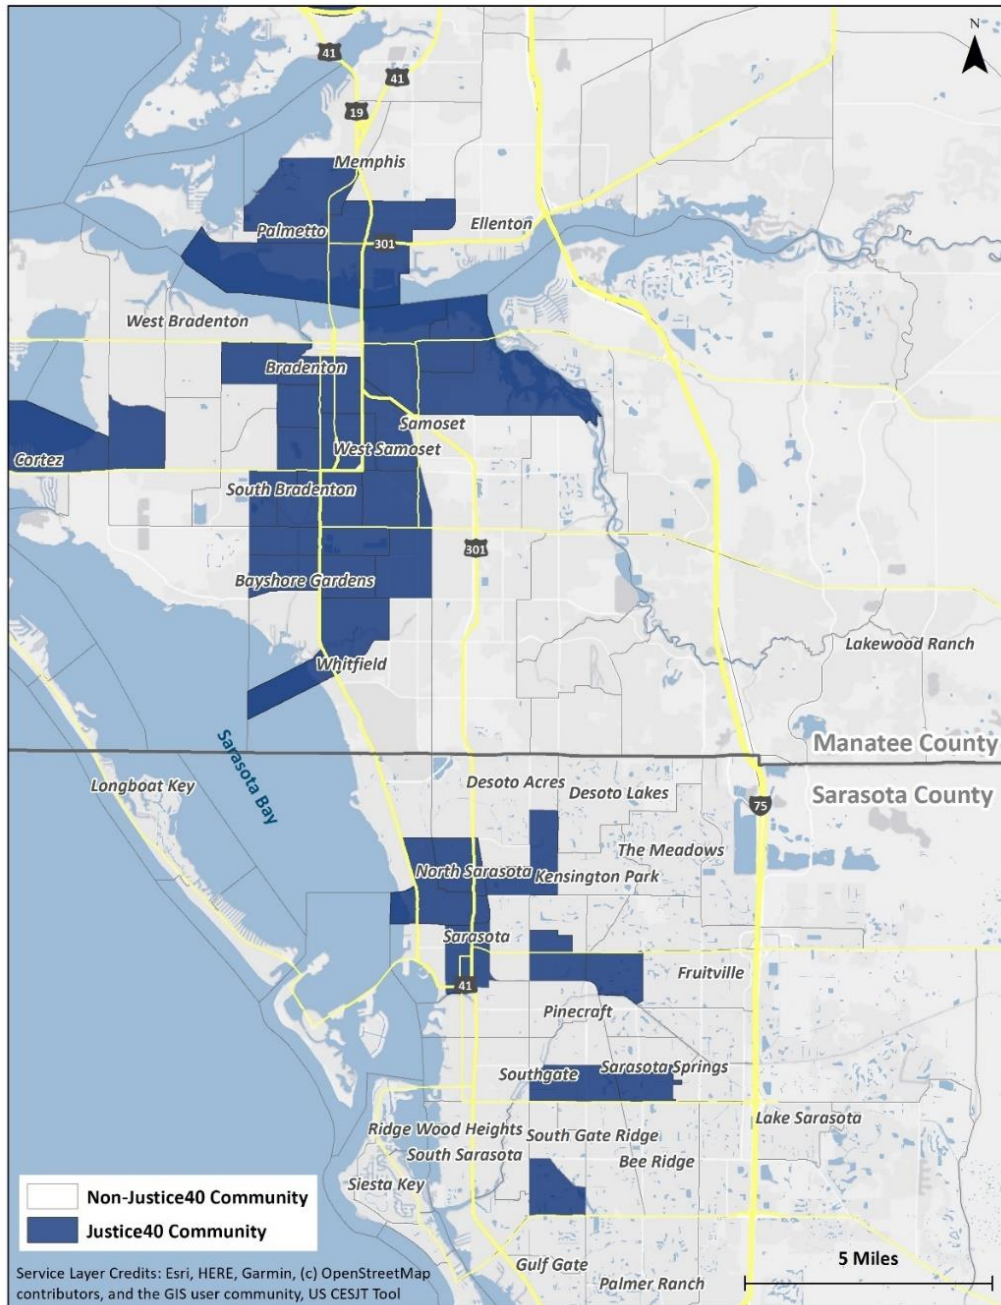 41
N
41
19
Memphis
Ellenton
Palmetto
301
West Bradenton
Bradenton
Samoset
West Samoset
Cortez
South Bradenton
301
Bayshore Gardens
Lakewood Ranch
Whitfield
Manatee County
Sarasota Bay
Longboat Key
Desoto Acres
Desoto Lakes
Sarasota County
75
The Meadows
North Sarasota
Kensington Park
Sarasota
Fruitville
41
Pinecraft
Southgate
Sarasota Springs
Lake Sarasota
Ridge Wood Heights
South Gate Ridge
South Sarasota
Bee Ridge
Siesta Key
Non-Justice40 Community
Justice40 Community
5 Miles
Gulf Gate
Palmer Ranch
Service Layer Credits: Esri, HERE, Garmin, (c) OpenStreetMap
contributors, and the GIS user community, US CESJT Tool